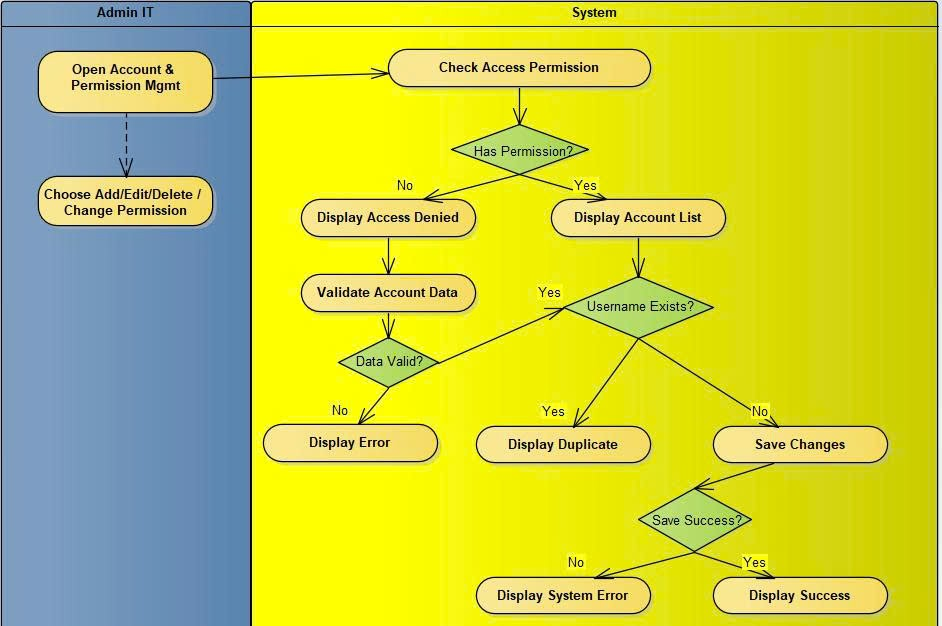 Admin IT
System
Open Account &
Permission Mgmt
Check Access Permission
Has Permission?
No
Yes
Choose Add/Edit/Delete /
Change Permission
Display Access Denied
Display Account List
Validate Account Data
Yes
Username Exists?
Data Valid?
No
Yes
No
Display Error
Display Duplicate
Save Changes
Save Success?
No
Yes
Display System Error
Display Success